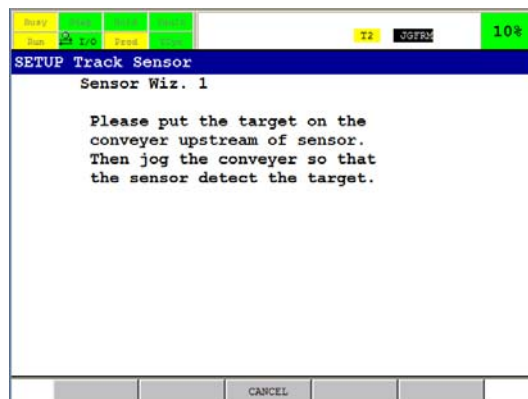 Busy Step Hold Fault
Run I/O Prod TCyc
T2 JGFRM 10%
SETUP Track Sensor
Sensor Wiz. 1
Please put the target on the
conveyer upstream of sensor.
Then jog the conveyer so that
the sensor detect the target.
CANCEL